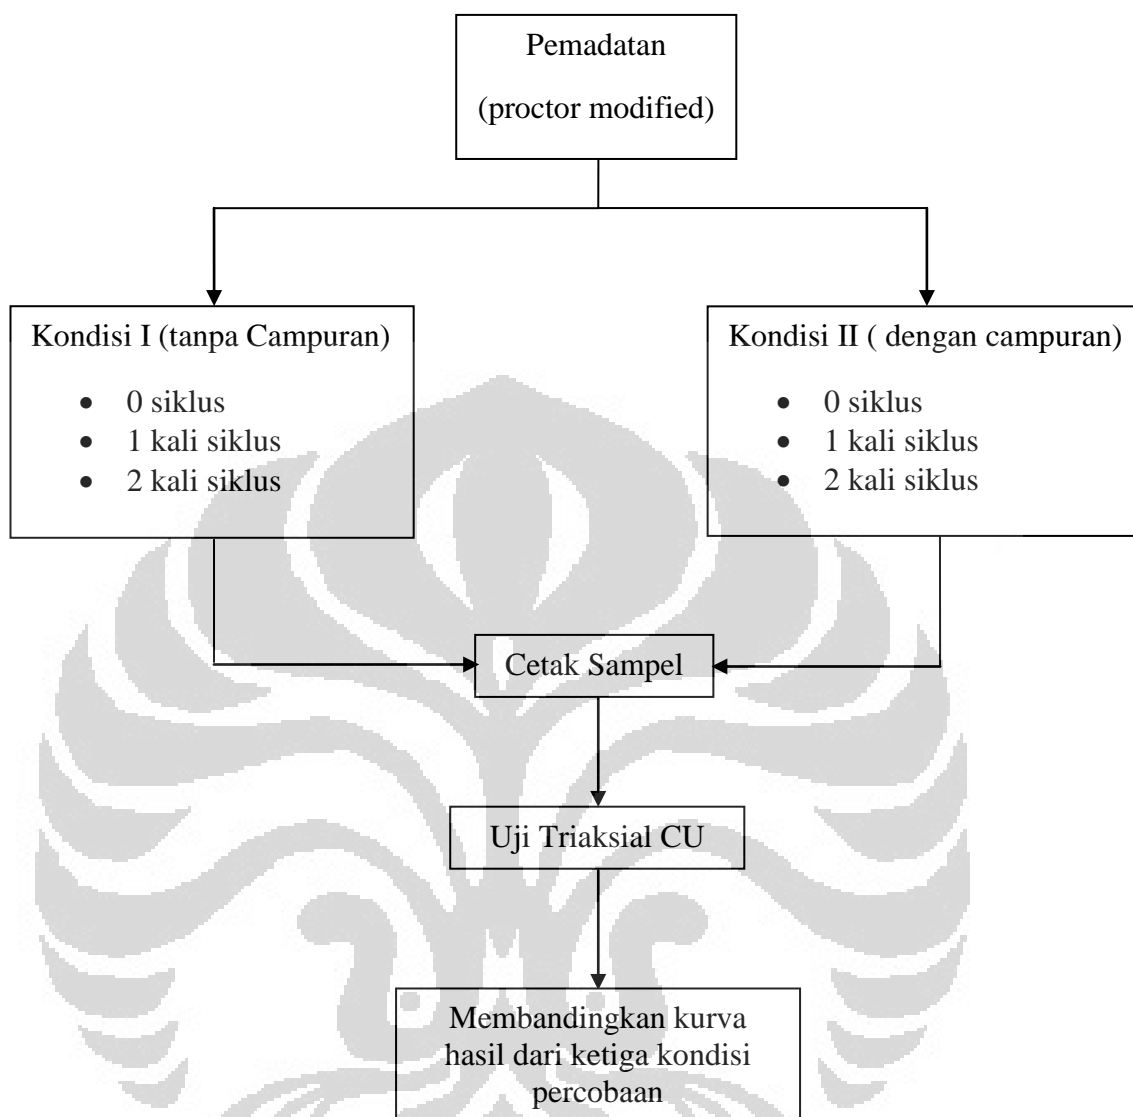 Pemadatan
(proctor modified)
Kondisi I (tanpa Campuran)
• 0 siklus
• 1 kali siklus
• 2 kali siklus
Kondisi II ( dengan campuran)
• 0 siklus
• 1 kali siklus
• 2 kali siklus
Cetak Sampel
Uji Triaksial CU
Membandingkan kurva
hasil dari ketiga kondisi
percobaan